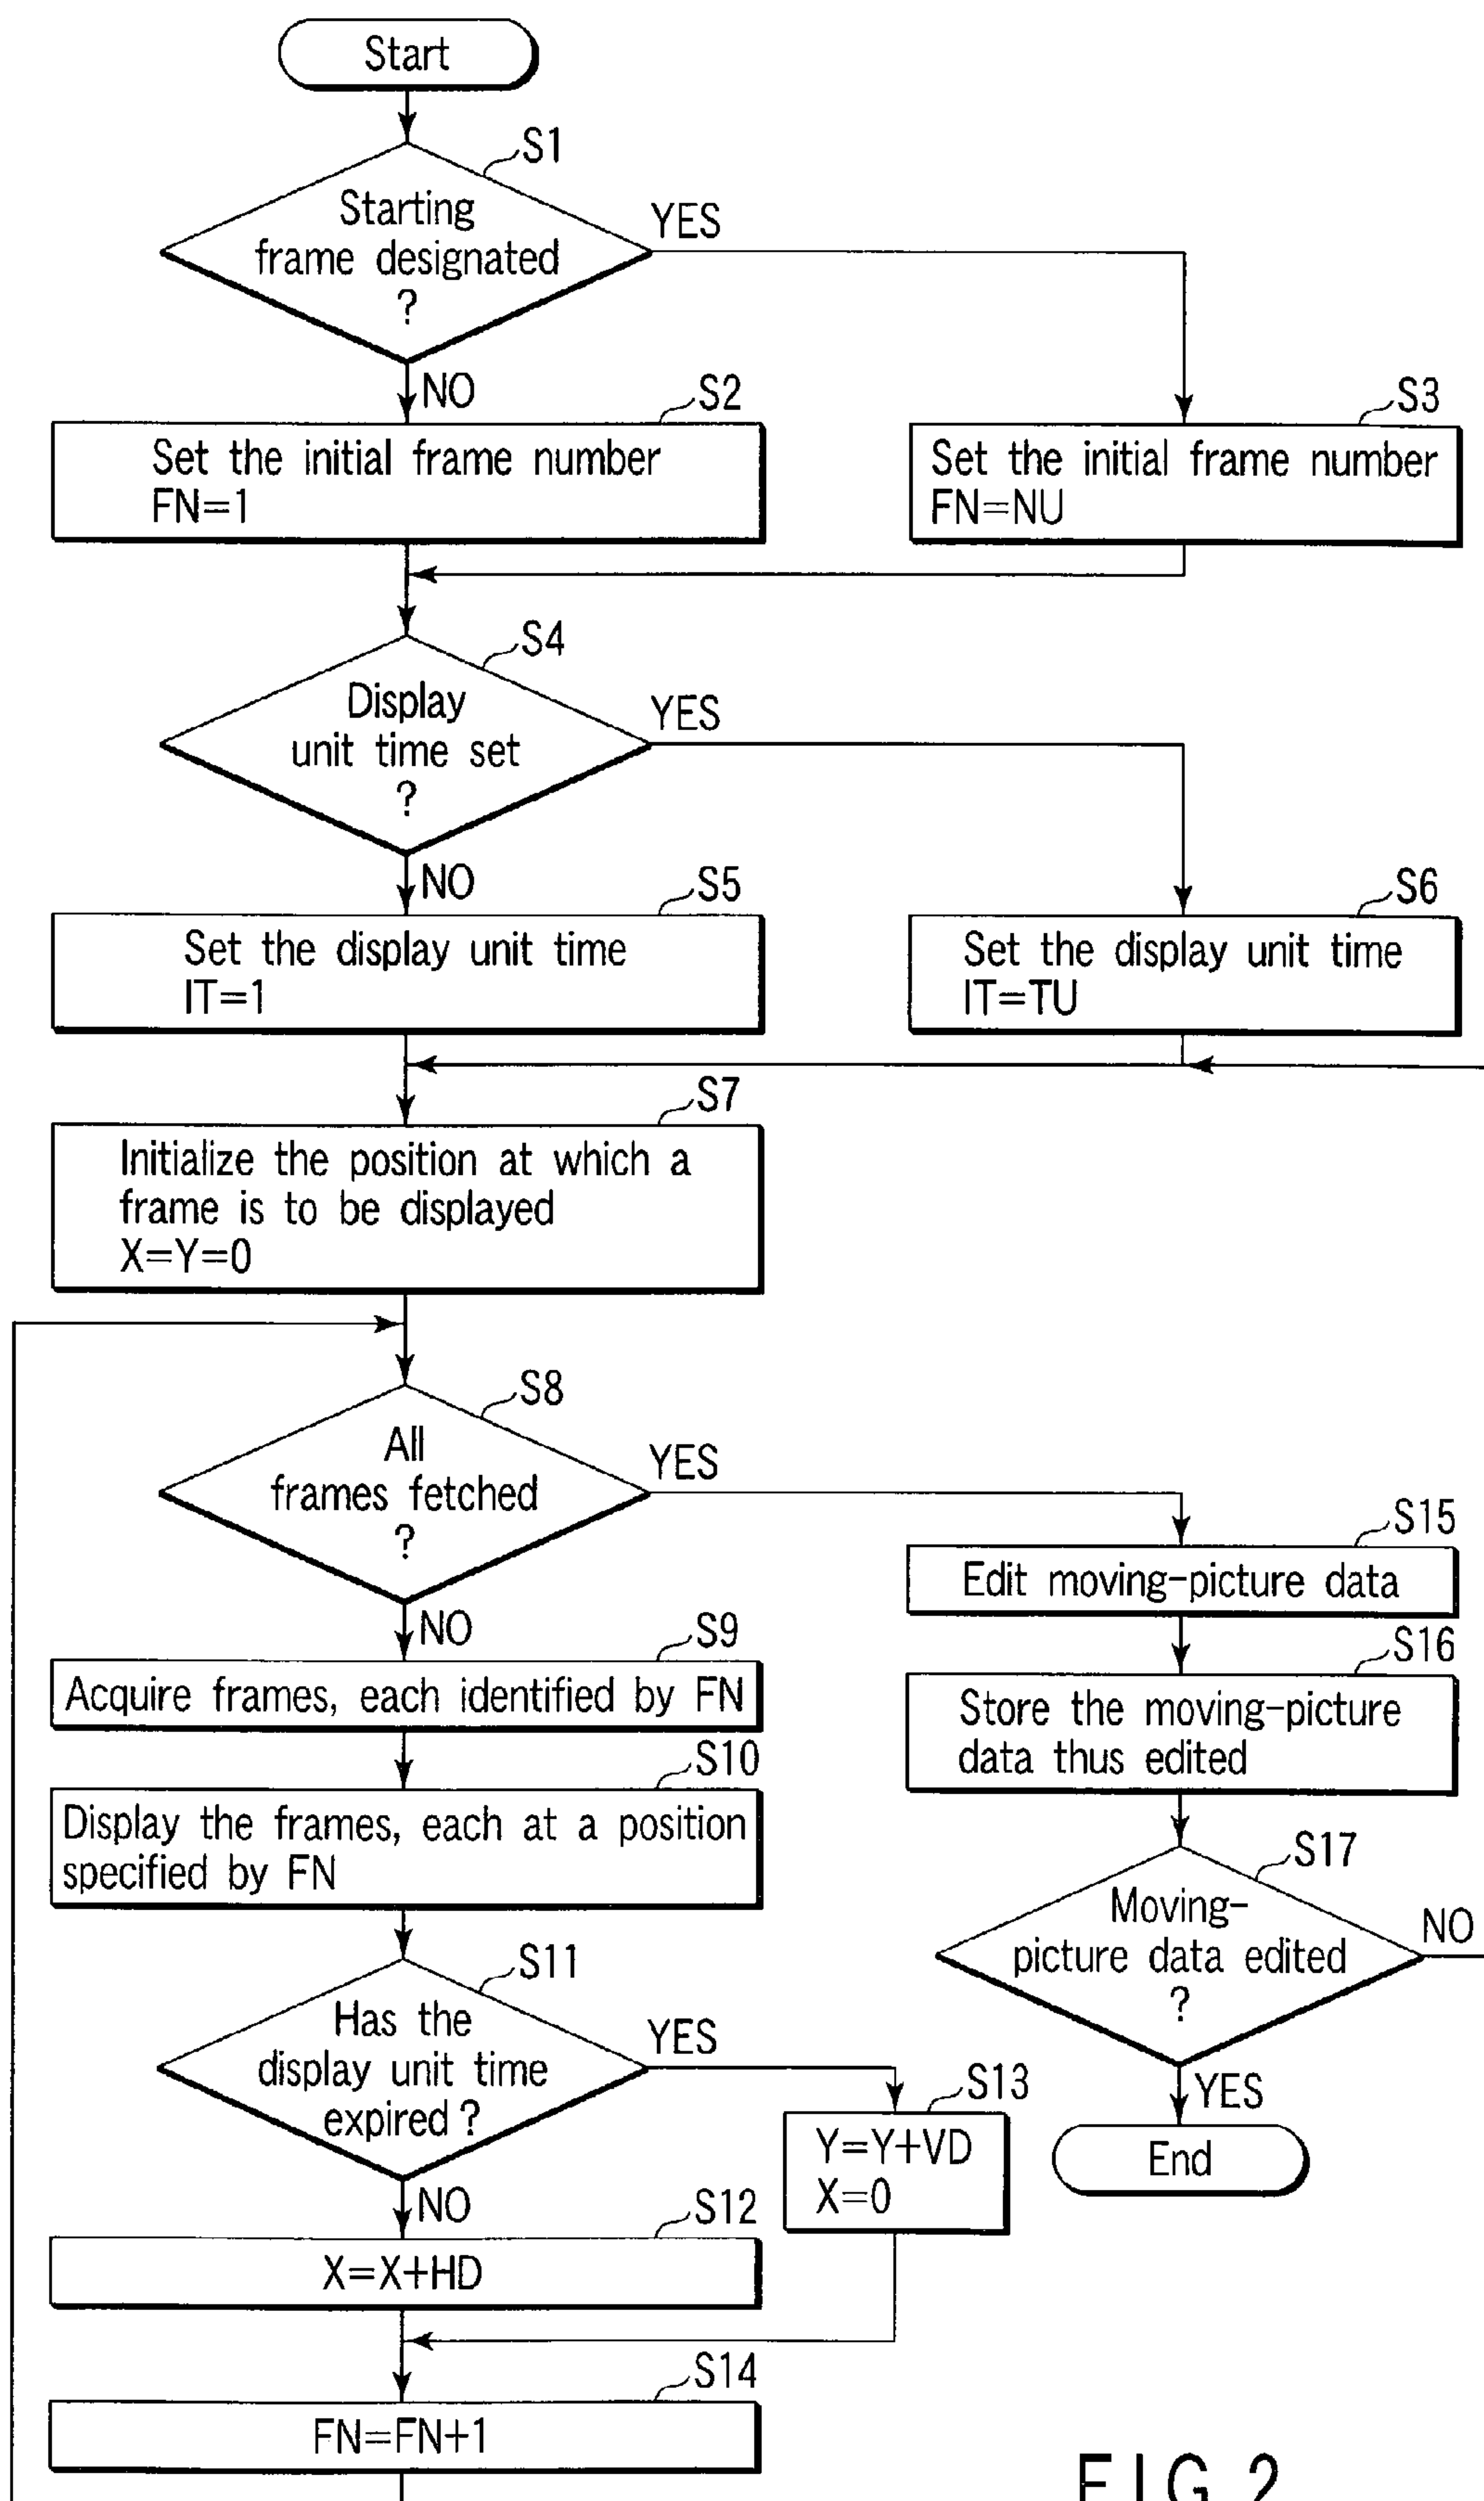 Start
S1
Starting
frame designated
?
YES
NO
S2
Set the initial frame number
FN=1
S3
Set the initial frame number
FN=NU
S4
Display
unit time set
?
YES
NO
S5
Set the display unit time
IT=1
S6
Set the display unit time
IT=TU
S7
Initialize the position at which a
frame is to be displayed
X=Y=0
S8
All
frames fetched
?
YES
NO
S9
Acquire frames, each identified by FN
S10
Display the frames, each at a position
specified by FN
S11
Has the
display unit time
expired ?
YES
NO
S12
X=X+HD
S13
Y=Y+VD
X=0
S14
FN=FN+1
S15
Edit moving-picture data
S16
Store the moving-picture
data thus edited
S17
Moving-
picture data edited
?
NO
YES
End
FIG. 2